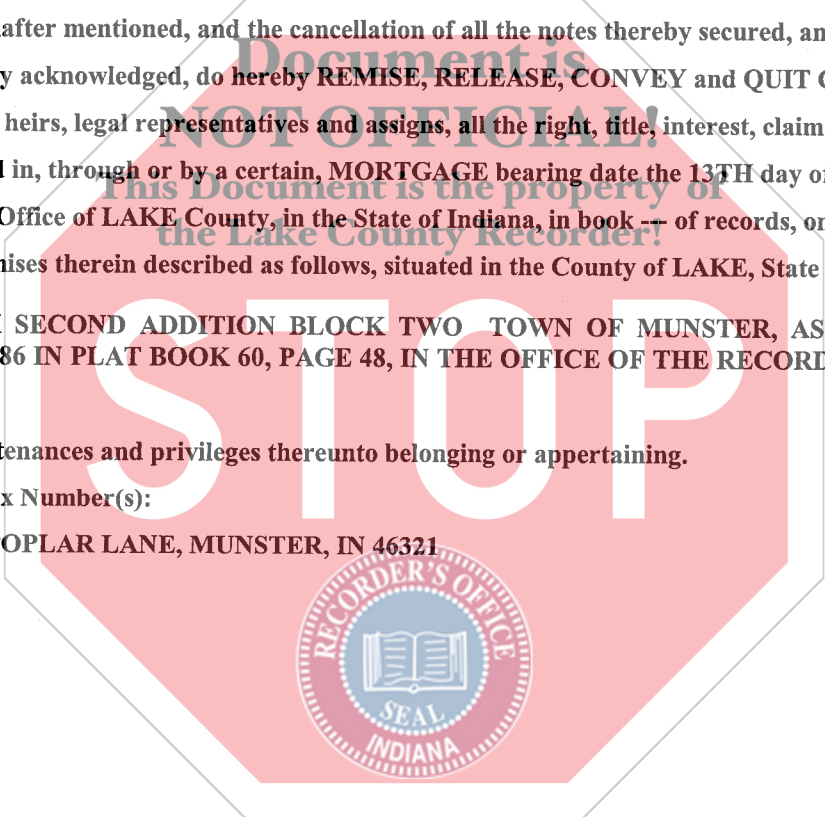 after mentioned, and the cancellation of all the notes thereby secured, an
Document is
y acknowledged, do hereby REMISE, RELEASE, CONVEY and QUIT C
NOT OFFICIAL!
heirs, legal representatives and assigns, all the right, title, interest, claim
l in, through or by a certain, MORTGAGE bearing date the 13TH day of
This Document is the property of
Office of LAKE County, in the State of Indiana, in book --- of records, on
the Lake County Recorder!
ises therein described as follows, situated in the County of LAKE, State
SECOND ADDITION BLOCK TWO TOWN OF MUNSTER, AS
86 IN PLAT BOOK 60, PAGE 48, IN THE OFFICE OF THE RECORD
STOP
tenances and privileges thereunto belonging or appertaining.
x Number(s):
OPLAR LANE, MUNSTER, IN 46321
RECORDER'S OFFICE
SEAL
INDIANA